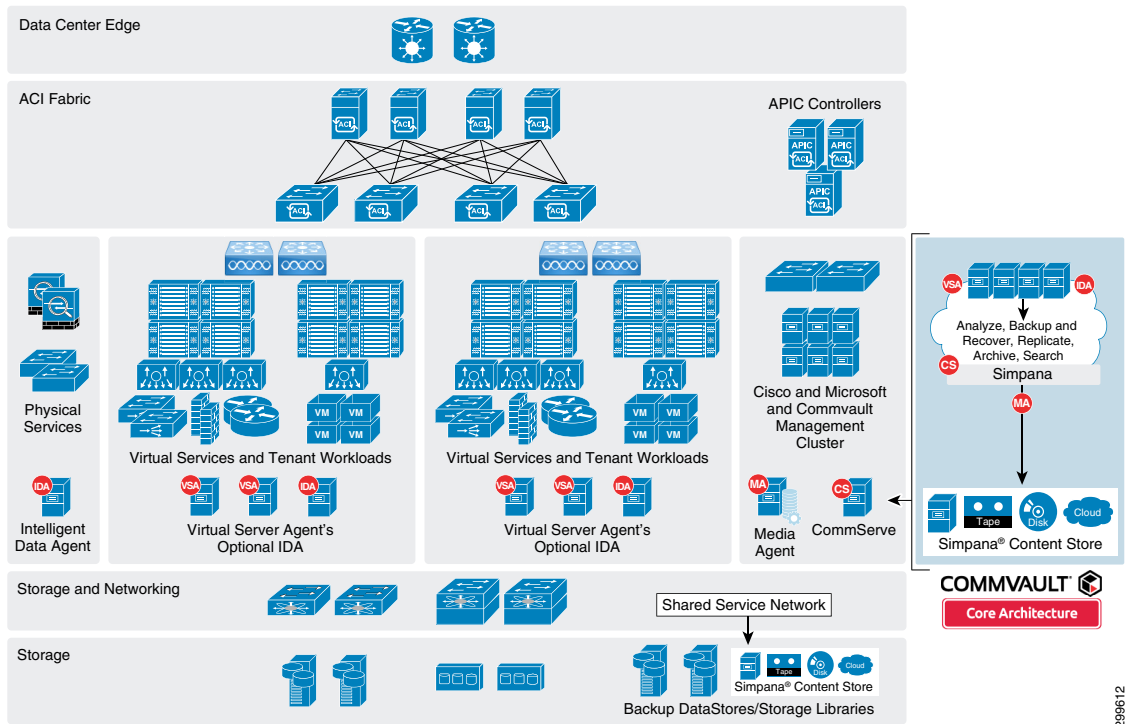 Data Center Edge
ACI Fabric
APIC Controllers
ACI
ACI
ACI
ACI
APIC
ACI
APIC
ACI
APIC
ACI
ACI
ACI
ACI
ACI
Physical
Services
IDA
Intelligent
Data Agent
VM
VM
VM
VM
Virtual Services and Tenant Workloads
VSA
VSA
IDA
Virtual Server Agent's
Optional IDA
VM
VM
VM
VM
Virtual Services and Tenant Workloads
VSA
VSA
IDA
Virtual Server Agent's
Optional IDA
Cisco and Microsoft
and Commvault
Management
Cluster
MA
CS
Media
Agent
CommServe
VSA
IDA
Analyze, Backup and
Recover, Replicate,
Archive, Search
CS
Simpana
MA
Tape
Disk
Cloud
Simpana® Content Store
COMMVAULT
Core Architecture
Storage and Networking
Shared Service Network
Storage
Tape
Disk
Cloud
Simpana® Content Store
Backup DataStores/Storage Libraries
299612